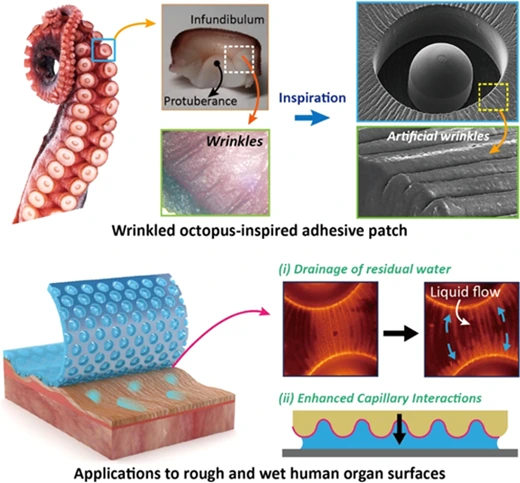 Infundibulum
Protuberance
Wrinkles
Inspiration
Artificial wrinkles
Wrinkled octopus-inspired adhesive patch
(i) Drainage of residual water
Liquid flow
(ii) Enhanced Capillary Interactions
Applications to rough and wet human organ surfaces